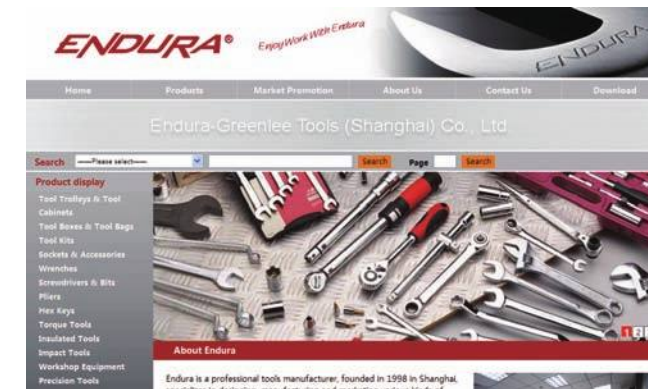 ENDURA®
Enjoy Work With Endura
ENDURA
Home Products Market Promotion About Us Contact Us Download
Endura-Greenlee Tools (Shanghai) Co., Ltd
Search ------Please select------ Search Page Search
Product display
Tool Trolleys & Tool
Cabinets
Tool Boxes & Tool Bags
Tool Kits
Sockets & Accessories
Wrenches
Screwdrivers & Bits
Pliers
Hex Keys
Torque Tools
Insulated Tools
Impact Tools
Workshop Equipment
Precision Tools
1 2
About Endura
Endura is a professional tools manufacturer, founded in 1998 in Shanghai,